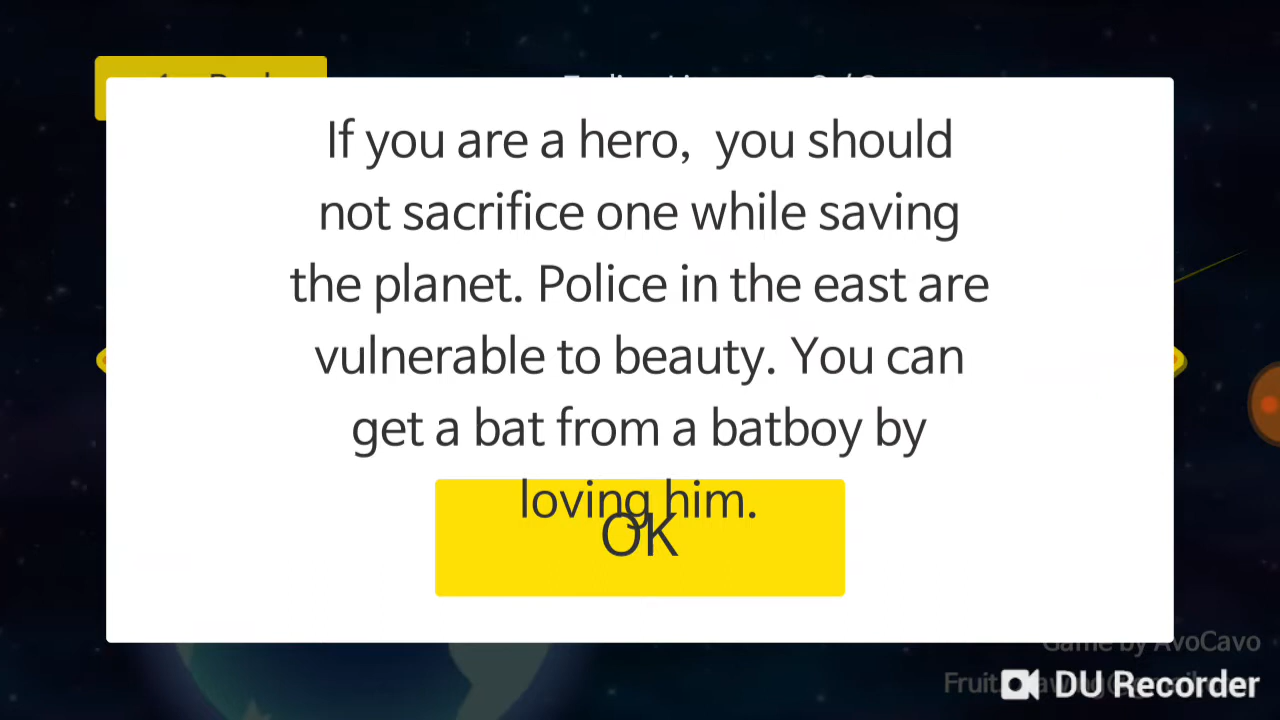 If you are a hero, you should
not sacrifice one while saving
the planet. Police in the east are
vulnerable to beauty. You can
get a bat from a batboy by
loving him.
OK
Game by AvoCavo
DU Recorder